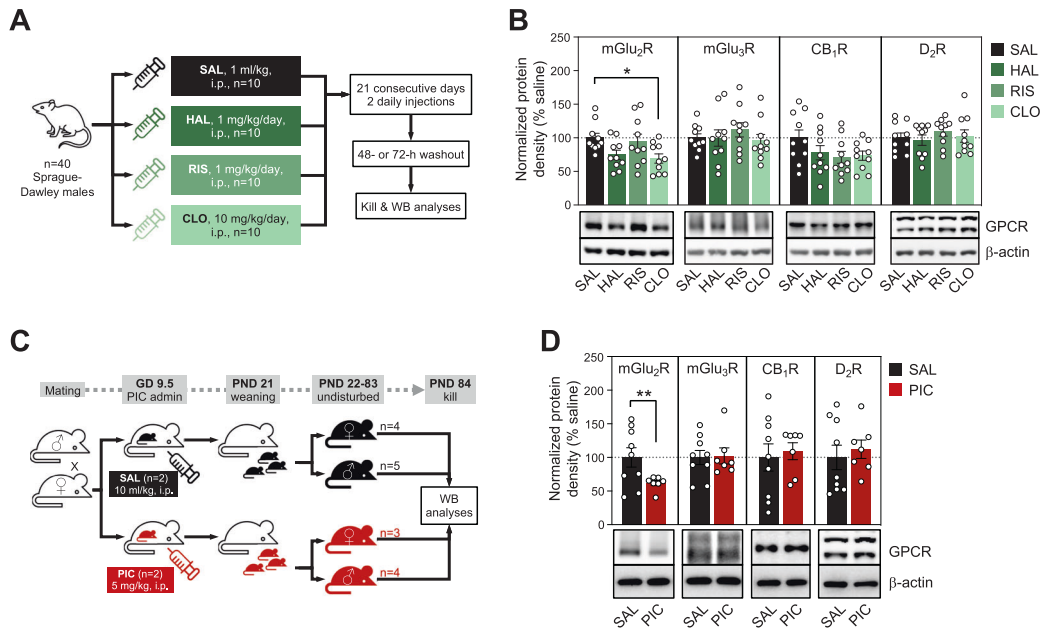 A
n=40
Sprague-
Dawley males
SAL, 1 ml/kg,
i.p., n=10
HAL, 1 mg/kg/day,
i.p., n=10
RIS, 1 mg/kg/day,
i.p., n=10
CLO, 10 mg/kg/day,
i.p., n=10
21 consecutive days
2 daily injections
48- or 72-h washout
Kill & WB analyses
B
Normalized protein
density (% saline)
250
200
150
100
50
0
mGlu₂R
mGlu₃R
CB₁R
D₂R
*
SAL
HAL
RIS
CLO
GPCR
β-actin
SAL
HAL
RIS
CLO
SAL
HAL
RIS
CLO
SAL
HAL
RIS
CLO
SAL
HAL
RIS
CLO
C
Mating
GD 9.5
PIC admin
PND 21
weaning
PND 22-83
undisturbed
PND 84
kill
♂
X
♀
SAL (n=2)
10 ml/kg, i.p.
♀
n=4
♂
n=5
WB
analyses
PIC (n=2)
5 mg/kg, i.p.
♀
n=3
♂
n=4
D
Normalized protein
density (% saline)
250
200
150
100
50
0
mGlu₂R
mGlu₃R
CB₁R
D₂R
**
SAL
PIC
GPCR
β-actin
SAL
PIC
SAL
PIC
SAL
PIC
SAL
PIC